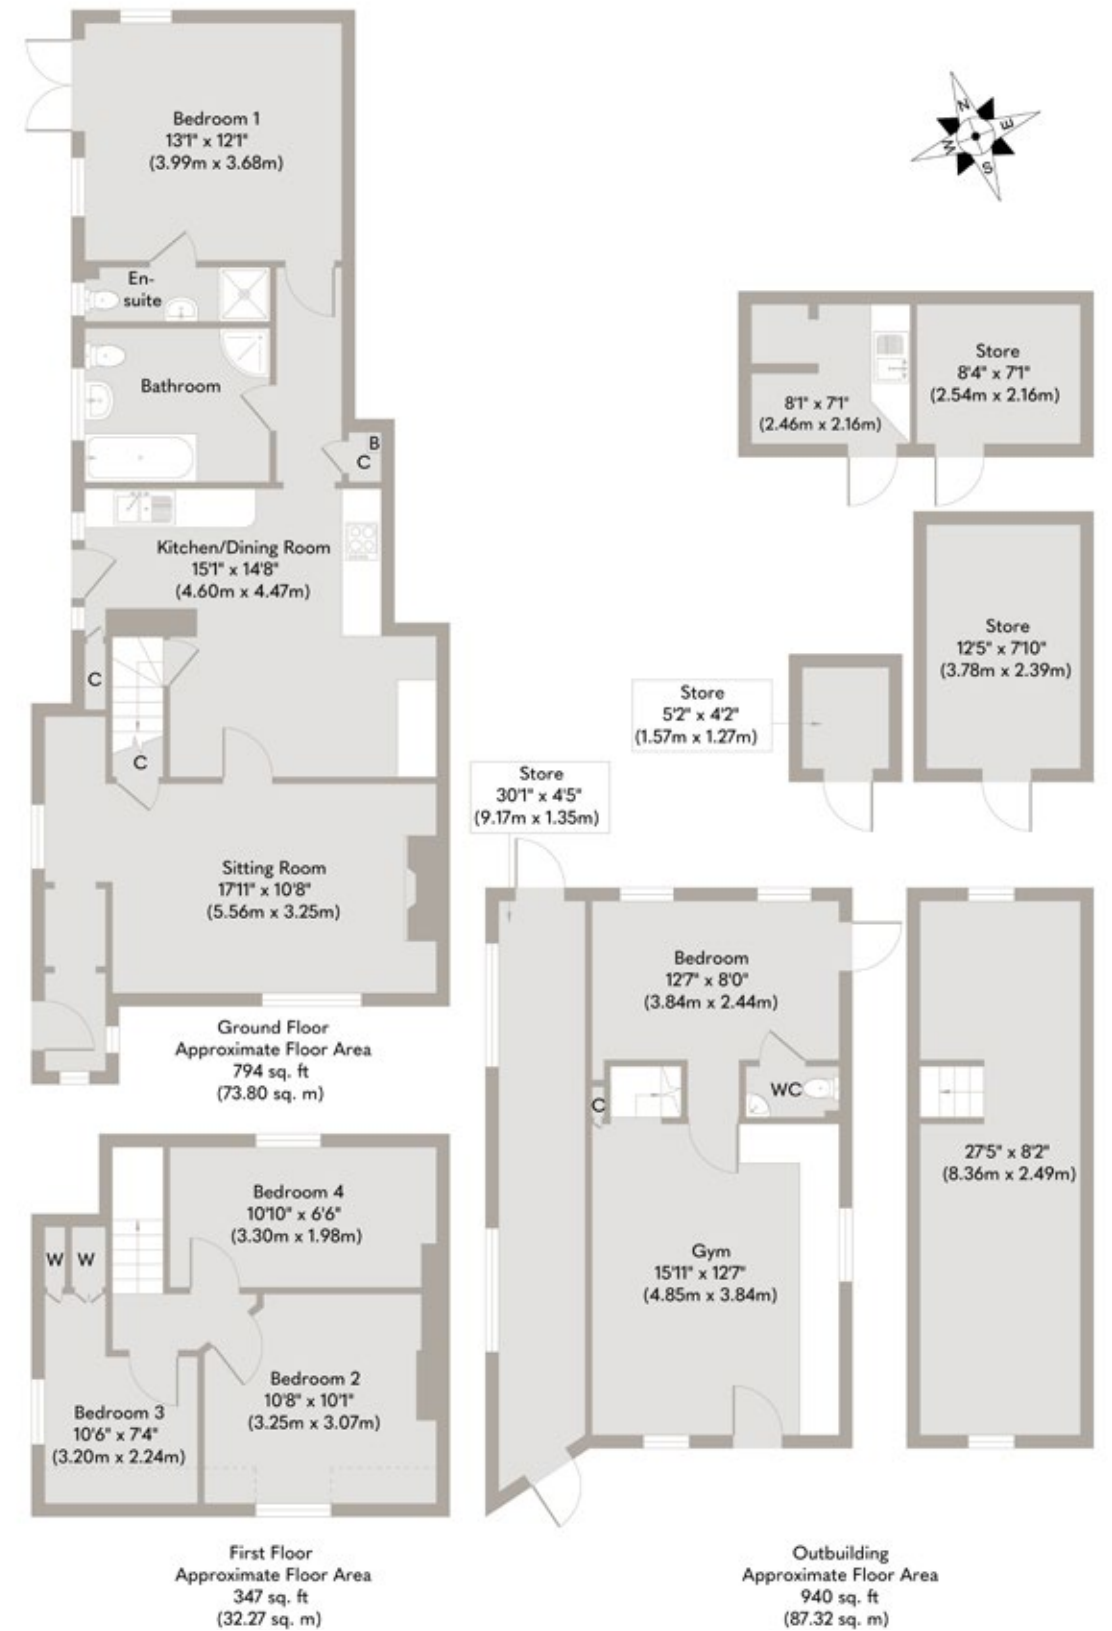 Bedroom 1
13'1" x 12'1"
(3.99m x 3.68m)
En-
suite
Bathroom
B
C
Kitchen/Dining Room
15'1" x 14'8"
(4.60m x 4.47m)
C
C
Sitting Room
17'11" x 10'8"
(5.56m x 3.25m)
Ground Floor
Approximate Floor Area
794 sq. ft
(73.80 sq. m)
N
E
S
W
8'1" x 7'1"
(2.46m x 2.16m)
Store
8'4" x 7'1"
(2.54m x 2.16m)
Store
12'5" x 7'10"
(3.78m x 2.39m)
Store
5'2" x 4'2"
(1.57m x 1.27m)
Store
30'1" x 4'5"
(9.17m x 1.35m)
Bedroom
12'7" x 8'0"
(3.84m x 2.44m)
C
WC
Gym
15'11" x 12'7"
(4.85m x 3.84m)
27'5" x 8'2"
(8.36m x 2.49m)
Bedroom 4
10'10" x 6'6"
(3.30m x 1.98m)
W
W
Bedroom 2
10'8" x 10'1"
(3.25m x 3.07m)
Bedroom 3
10'6" x 7'4"
(3.20m x 2.24m)
First Floor
Approximate Floor Area
347 sq. ft
(32.27 sq. m)
Outbuilding
Approximate Floor Area
940 sq. ft
(87.32 sq. m)